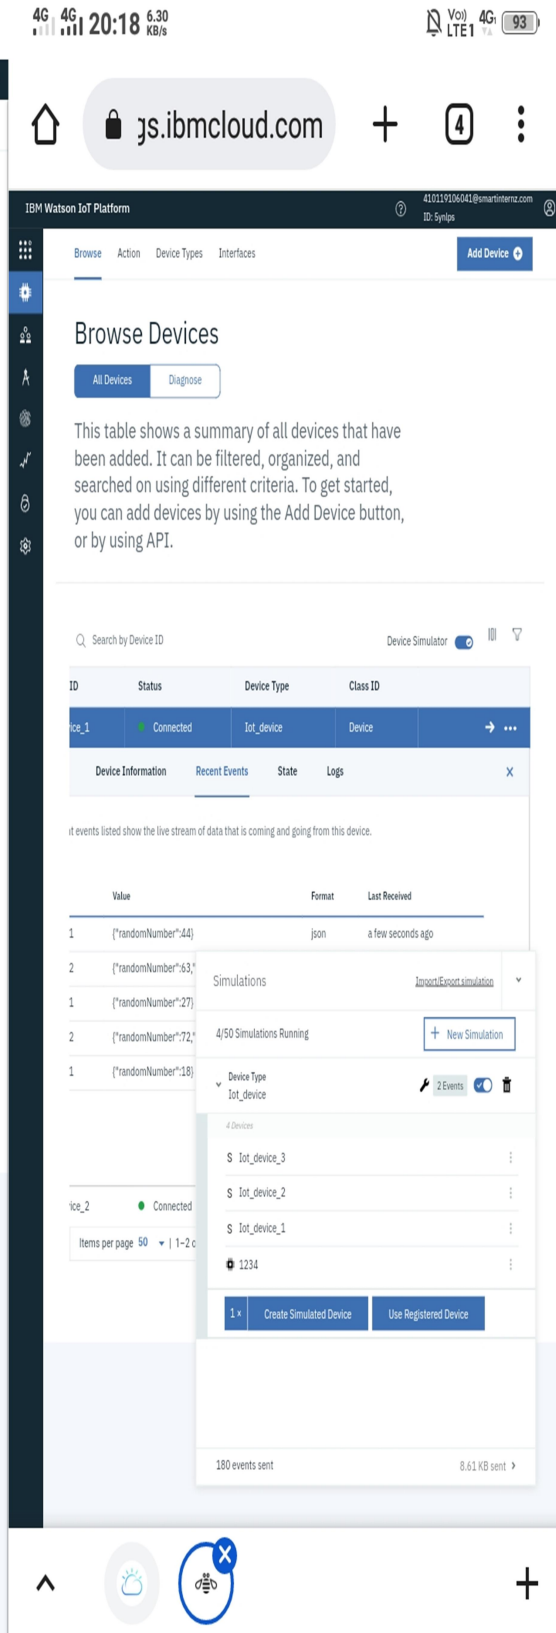 4G 4G 20:18 6.30 KB/s Vo) LTE1 4G 93
gs.ibmcloud.com 4
IBM Watson IoT Platform
410119106041@smartinternz.com
ID: 5ynlps
Browse Action Device Types Interfaces Add Device
Browse Devices
All Devices Diagnose
This table shows a summary of all devices that have
been added. It can be filtered, organized, and
searched on using different criteria. To get started,
you can add devices by using the Add Device button,
or by using API.
Search by Device ID Device Simulator
ID Status Device Type Class ID
ice_1 Connected Iot_device Device
Device Information Recent Events State Logs
t events listed show the live stream of data that is coming and going from this device.
Value Format Last Received
1 {"randomNumber":44} json a few seconds ago
2 {"randomNumber":63,"
1 {"randomNumber":27}
2 {"randomNumber":72,"
1 {"randomNumber":18}
Simulations Import/Export simulation
4/50 Simulations Running + New Simulation
Device Type
Iot_device
2 Events
4 Devices
S Iot_device_3
S Iot_device_2
S Iot_device_1
1234
1 x Create Simulated Device Use Registered Device
180 events sent 8.61 KB sent >
ice_2 Connected
Items per page 50 | 1–2 o